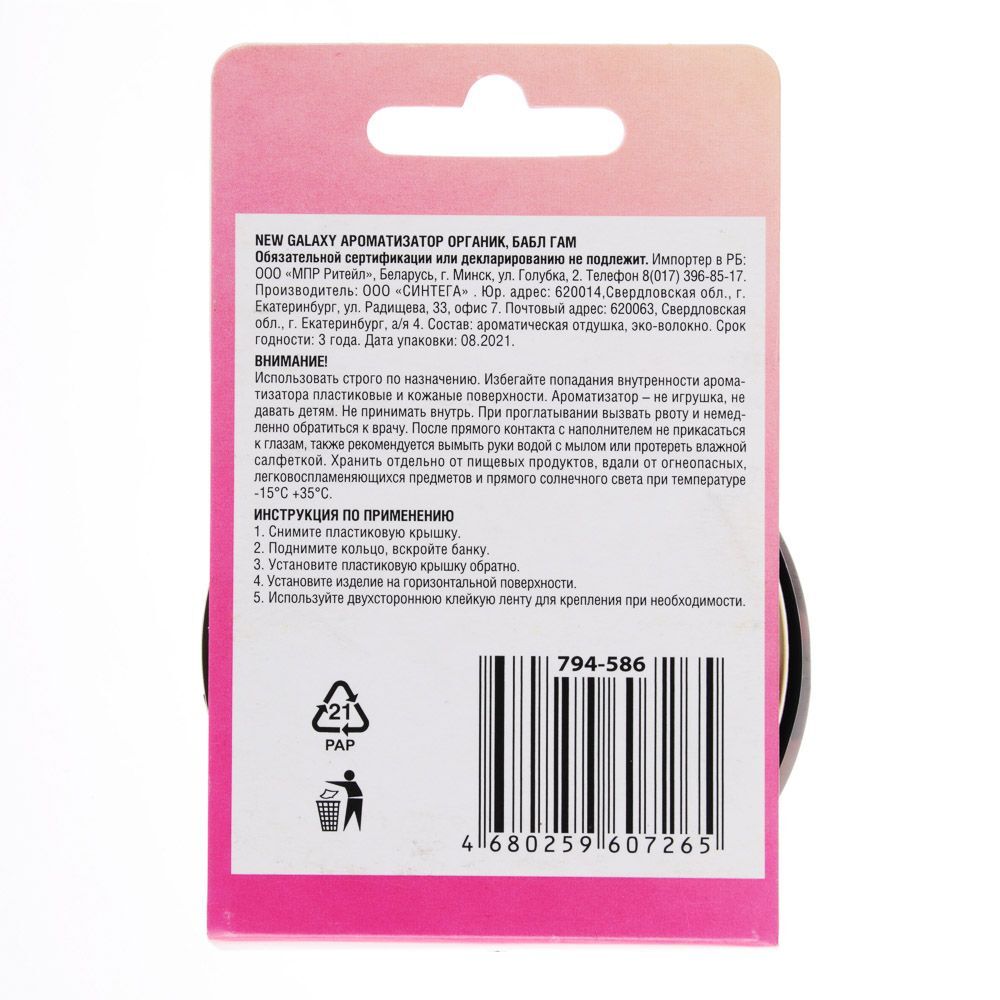 NEW GALAXY АРОМАТИЗАТОР ОРГАНИК, БАБЛ ГАМ
Обязательной сертификации или декларированию не подлежит. Импортер в РБ:
ООО «МПР Ритейл», Беларусь, г. Минск, ул. Голубка, 2. Телефон 8(017) 396-85-17.
Производитель: ООО «СИНТЕГА» . Юр. адрес: 620014,Свердловская обл., г.
Екатеринбург, ул. Радищева, 33, офис 7. Почтовый адрес: 620063, Свердловская
обл., г. Екатеринбург, а/я 4. Состав: ароматическая отдушка, эко-волокно. Срок
годности: 3 года. Дата упаковки: 08.2021.
ВНИМАНИЕ!
Использовать строго по назначению. Избегайте попадания внутренности арома-
тизатора пластиковые и кожаные поверхности. Ароматизатор – не игрушка, не
давать детям. Не принимать внутрь. При проглатывании вызвать рвоту и немед-
ленно обратиться к врачу. После прямого контакта с наполнителем не прикасаться
к глазам, также рекомендуется вымыть руки водой с мылом или протереть влажной
салфеткой. Хранить отдельно от пищевых продуктов, вдали от огнеопасных,
легковоспламеняющихся предметов и прямого солнечного света при температуре
-15°С +35°С.
ИНСТРУКЦИЯ ПО ПРИМЕНЕНИЮ
1. Снимите пластиковую крышку.
2. Поднимите кольцо, вскройте банку.
3. Установите пластиковую крышку обратно.
4. Установите изделие на горизонтальной поверхности.
5. Используйте двухстороннюю клейкую ленту для крепления при необходимости.
794-586
21
PAP
4 680259 607265